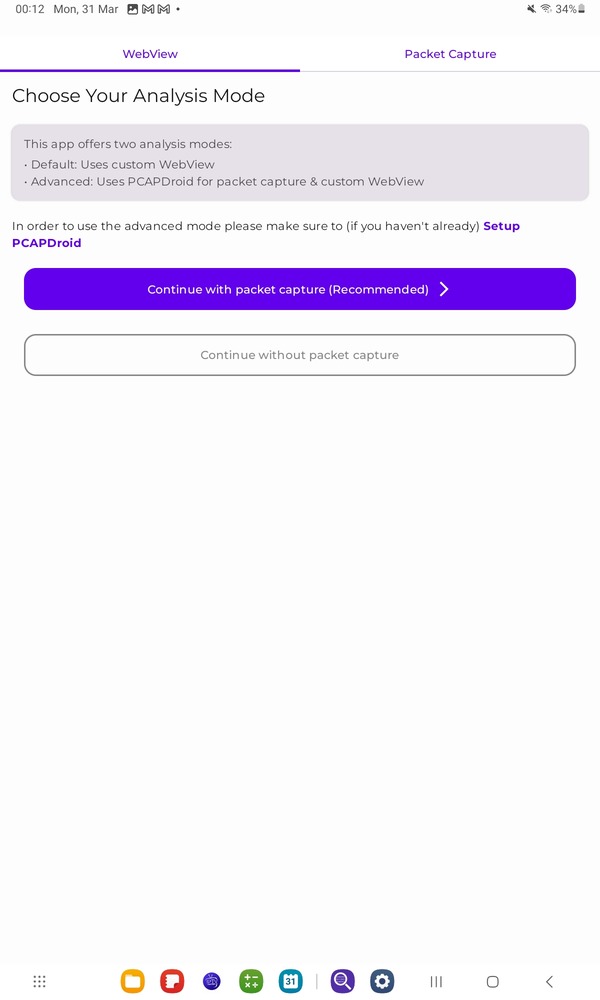 00:12 Mon, 31 Mar
34%
WebView
Packet Capture
Choose Your Analysis Mode
This app offers two analysis modes:
• Default: Uses custom WebView
• Advanced: Uses PCAPDroid for packet capture & custom WebView
In order to use the advanced mode please make sure to (if you haven't already) Setup
PCAPDroid
Continue with packet capture (Recommended)
Continue without packet capture
31